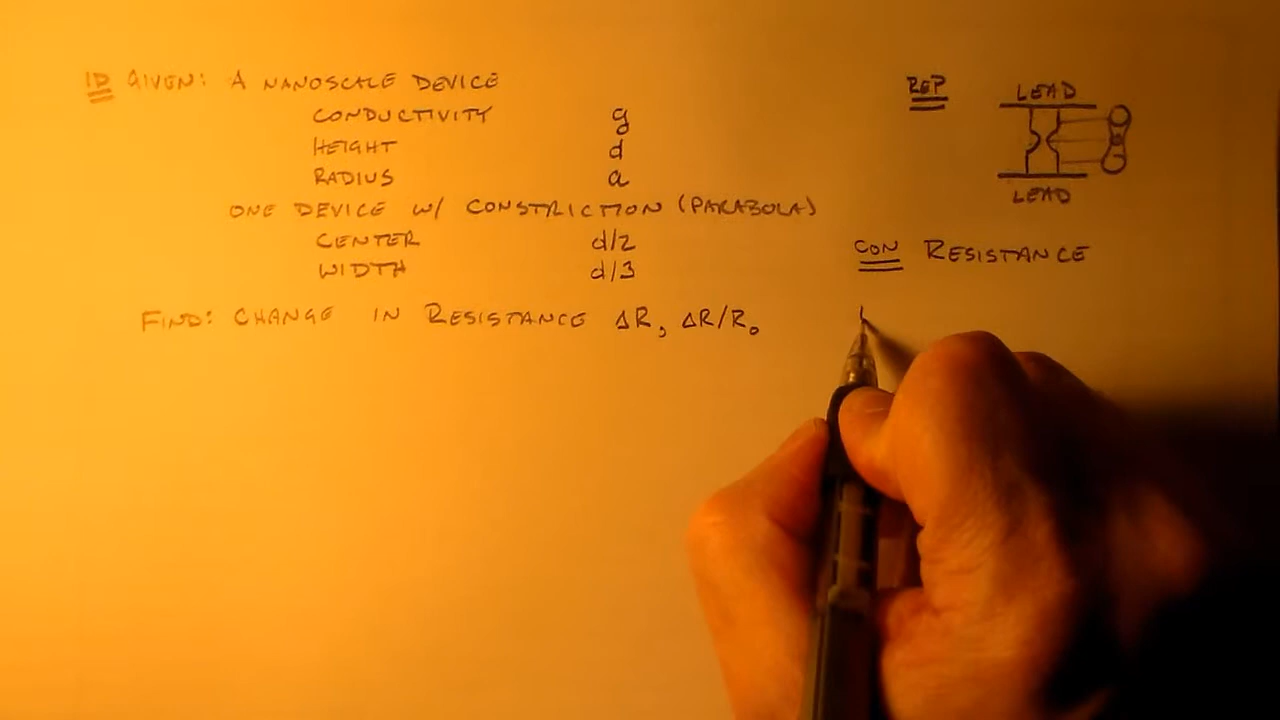 ID GIVEN: A NANOSCALE DEVICE
CONDUCTIVITY g
HEIGHT d
RADIUS a
ONE DEVICE W/ CONSTRICTION (PARABOLA)
CENTER d/2
WIDTH d/3
FIND: CHANGE IN RESISTANCE ΔR, ΔR/R₀
REP
LEAD
LEAD
CON RESISTANCE